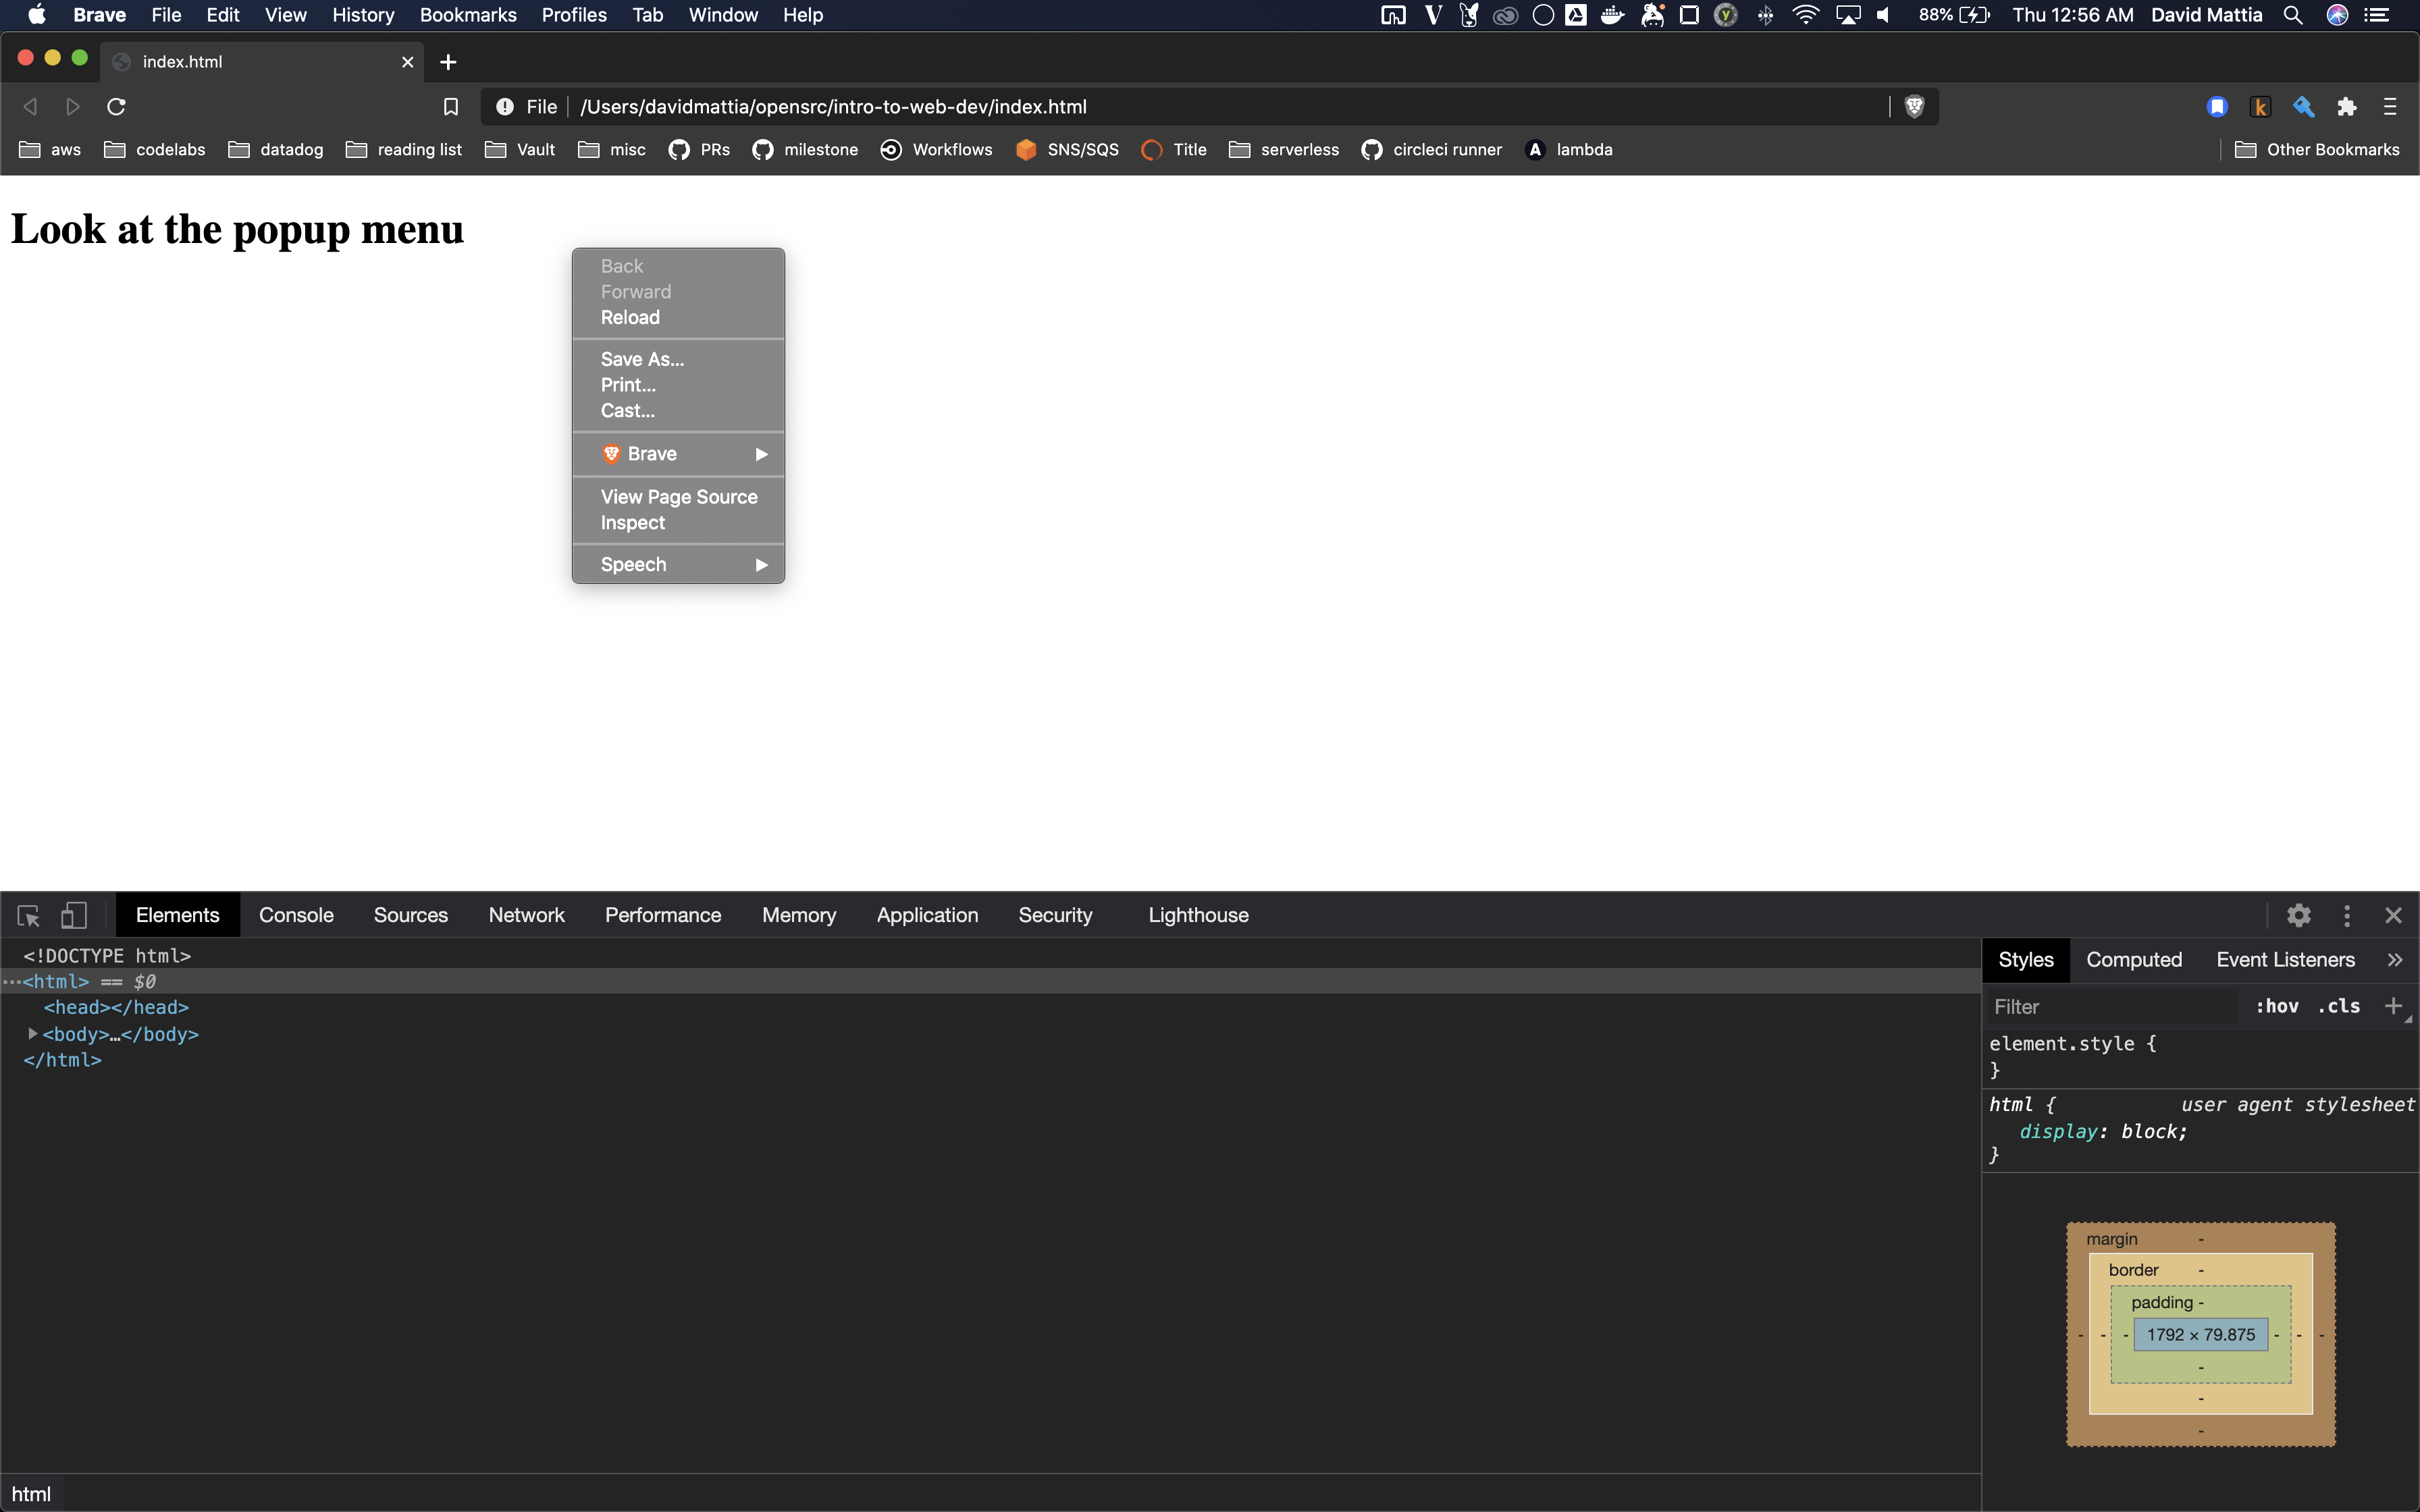 Brave File Edit View History Bookmarks Profiles Tab Window Help 88% Thu 12:56 AM David Mattia
index.html
File /Users/davidmattia/opensrc/intro-to-web-dev/index.html
aws codelabs datadog reading list Vault misc PRs milestone Workflows SNS/SQS Title serverless circleci runner lambda Other Bookmarks
Look at the popup menu
Back
Forward
Reload
Save As...
Print...
Cast...
Brave
View Page Source
Inspect
Speech
Elements Console Sources Network Performance Memory Application Security Lighthouse
<!DOCTYPE html>
…<html> == $0
<head></head>
<body>…</body>
</html>
html
Styles Computed Event Listeners »
Filter :hov .cls +
element.style {
}
html { user agent stylesheet
display: block;
}
margin -
border -
padding -
- - - 1792 × 79.875 - - -
-
-
-